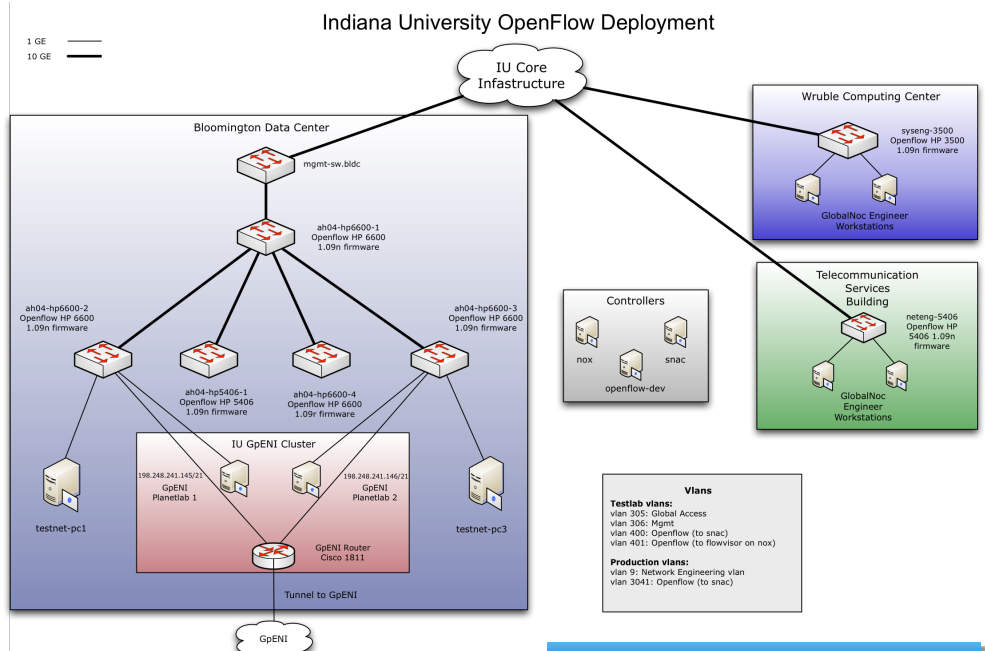 Indiana University OpenFlow Deployment
1 GE
10 GE
IU Core
Infastructure
Bloomington Data Center
mgmt-sw.bldc
ah04-hp6600-1
Openflow HP 6600
1.09n firmware
ah04-hp6600-2
Openflow HP 6600
1.09n firmware
ah04-hp6600-3
Openflow HP 6600
1.09n firmware
ah04-hp5406-1
Openflow HP 5406
1.09n firmware
ah04-hp6600-4
Openflow HP 6600
1.09r firmware
IU GpENI Cluster
198.248.241.145/21
GpENI
Planetlab 1
198.248.241.146/21
GpENI
Planetlab 2
testnet-pc1
testnet-pc3
GpENI Router
Cisco 1811
Tunnel to GpENI
GpENI
Wruble Computing Center
syseng-3500
Openflow HP 3500
1.09n firmware
GlobalNoc Engineer
Workstations
Telecommunication
Services
Building
neteng-5406
Openflow HP
5406 1.09n
firmware
GlobalNoc
Engineer
Workstations
Controllers
nox
snac
openflow-dev
Vlans
Testlab vlans:
vlan 305: Global Access
vlan 306: Mgmt
vlan 400: Openflow (to snac)
vlan 401: Openflow (to flowvisor on nox)
Production vlans:
vlan 9: Network Engineering vlan
vlan 3041: Openflow (to snac)